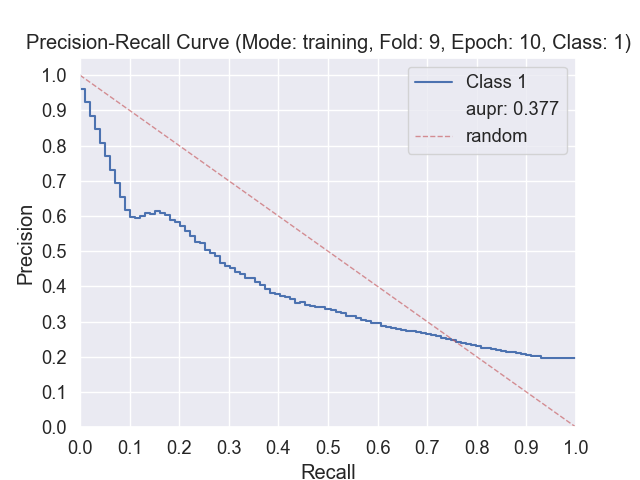 Precision-Recall Curve (Mode: training, Fold: 9, Epoch: 10, Class: 1)
1.0
0.9
0.8
0.7
0.6
0.5
0.4
0.3
0.2
0.1
0.0
Precision
Class 1
aupr: 0.377
random
0.0 0.1 0.2 0.3 0.4 0.5 0.6 0.7 0.8 0.9 1.0
Recall